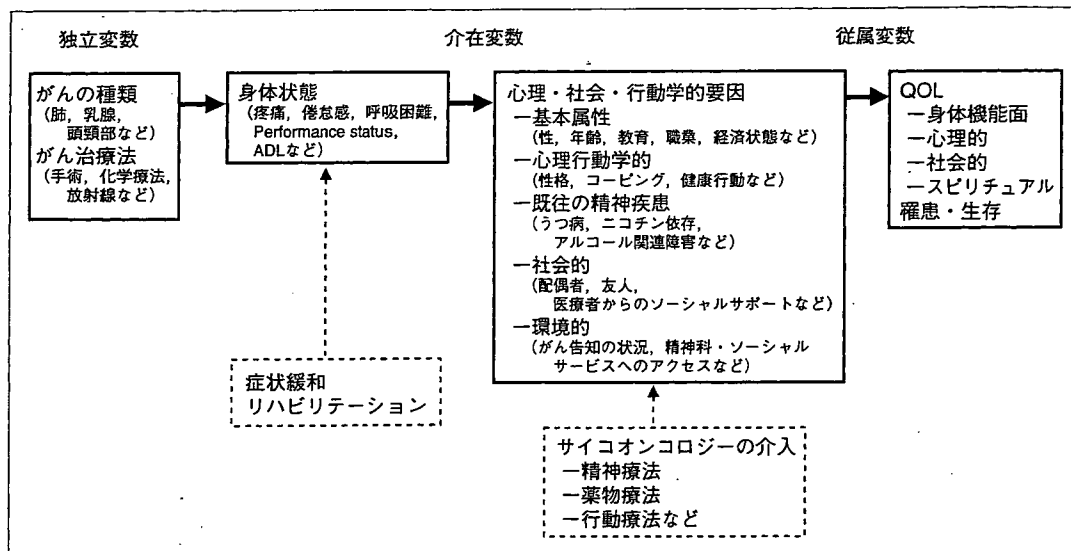 独立変数
介在変数
従属変数
がんの種類
(肺, 乳腺,
頭頸部など)
がん治療法
(手術, 化学療法,
放射線など)
身体状態
(疼痛, 倦怠感, 呼吸困難,
Performance status,
ADLなど)
心理・社会・行動学的要因
ー基本属性
(性, 年齢, 教育, 職業, 経済状態など)
ー心理行動学的
(性格, コーピング, 健康行動など)
ー既往の精神疾患
(うつ病, ニコチン依存,
アルコール関連障害など)
ー社会的
(配偶者, 友人,
医療者からのソーシャルサポートなど)
ー環境的
(がん告知の状況, 精神科・ソーシャル
サービスへのアクセスなど)
QOL
ー身体機能面
ー心理的
ー社会的
ースピリチュアル
罹患・生存
症状緩和
リハビリテーション
サイコオンコロジーの介入
ー精神療法
ー薬物療法
ー行動療法など